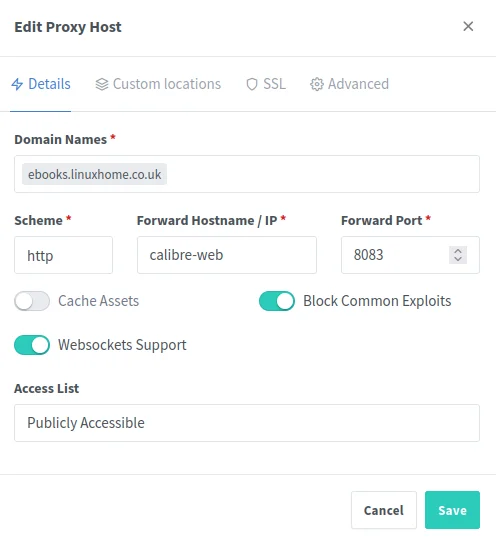 Edit Proxy Host
Details Custom locations SSL Advanced
Domain Names *
ebooks.linuxhome.co.uk
Scheme * Forward Hostname / IP * Forward Port *
http calibre-web 8083
Cache Assets Block Common Exploits
Websockets Support
Access List
Publicly Accessible
Cancel Save